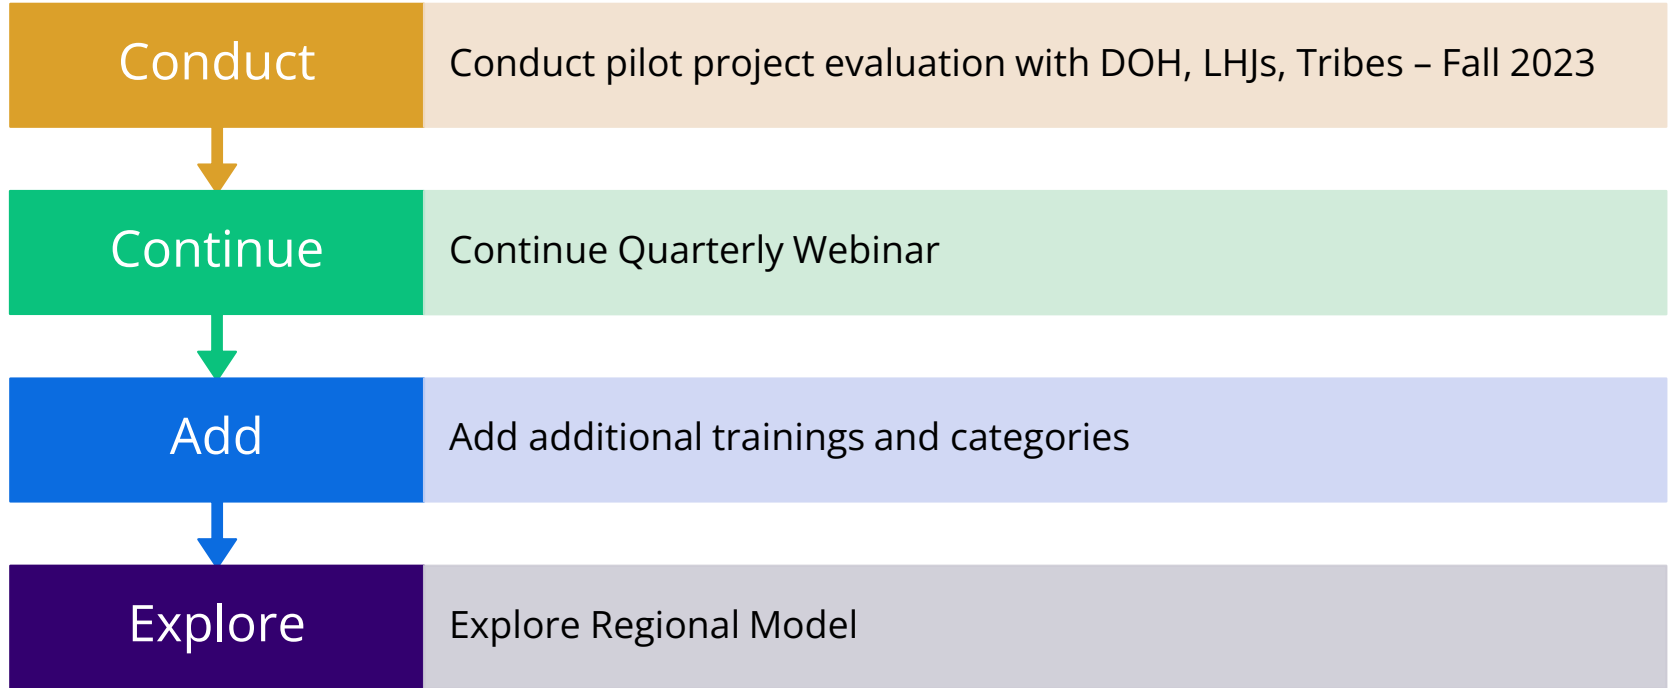 Conduct
Conduct pilot project evaluation with DOH, LHJs, Tribes – Fall 2023
Continue
Continue Quarterly Webinar
Add
Add additional trainings and categories
Explore
Explore Regional Model